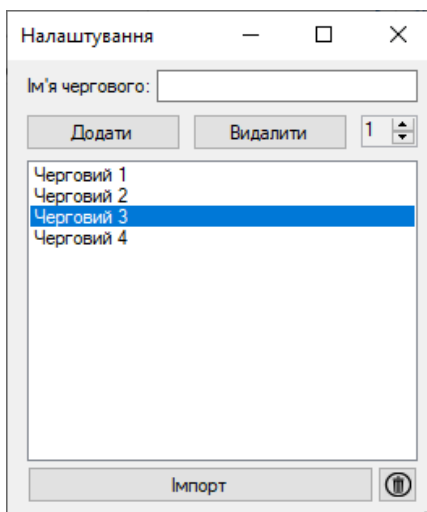 Налаштування
Ім'я чергового:
Додати Видалити 1
Черговий 1
Черговий 2
Черговий 3
Черговий 4
Імпорт